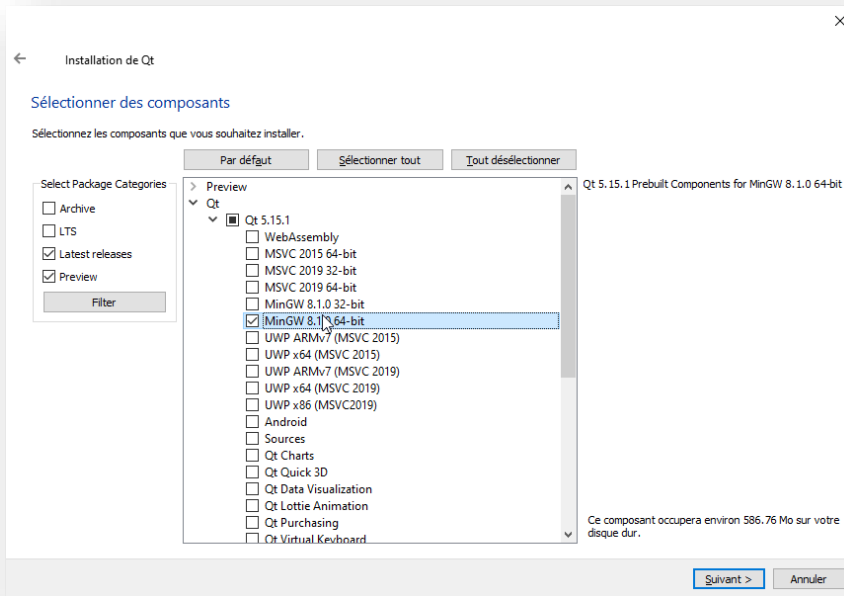 Installation de Qt
Sélectionner des composants
Sélectionnez les composants que vous souhaitez installer.
Par défaut
Sélectionner tout
Tout désélectionner
Select Package Categories
Archive
LTS
Latest releases
Preview
Filter
Preview
Qt
Qt 5.15.1
WebAssembly
MSVC 2015 64-bit
MSVC 2019 32-bit
MSVC 2019 64-bit
MinGW 8.1.0 32-bit
MinGW 8.1.0 64-bit
UWP ARMv7 (MSVC 2015)
UWP x64 (MSVC 2015)
UWP ARMv7 (MSVC 2019)
UWP x64 (MSVC 2019)
UWP x86 (MSVC2019)
Android
Sources
Qt Charts
Qt Quick 3D
Qt Data Visualization
Qt Lottie Animation
Qt Purchasing
Qt Virtual Keyboard
Qt 5.15.1 Prebuilt Components for MinGW 8.1.0 64-bit
Ce composant occupera environ 586.76 Mo sur votre
disque dur.
Suivant >
Annuler